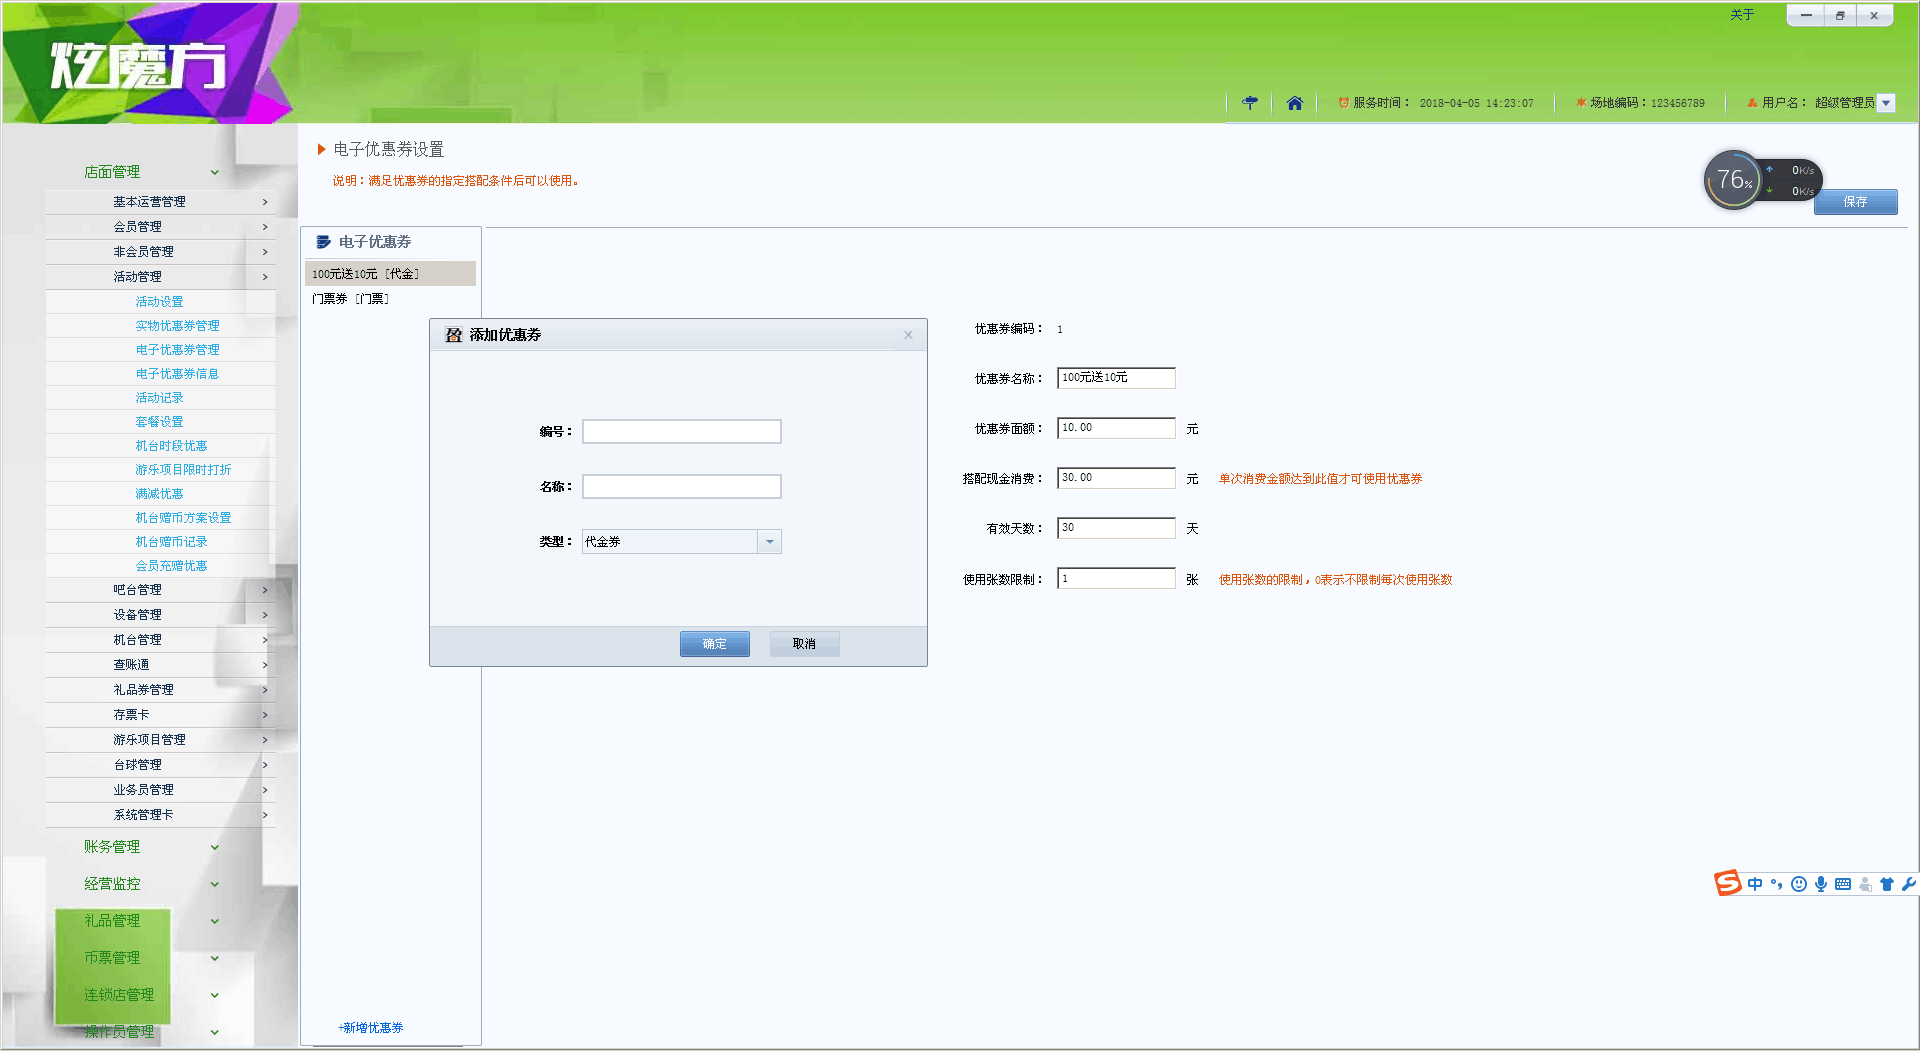 关于
炫魔方
服务时间： 2018-04-05 14:23:07
场地编码：123456789
用户名： 超级管理员
店面管理
基本运营管理
会员管理
非会员管理
活动管理
活动设置
实物优惠券管理
电子优惠券管理
电子优惠券信息
活动记录
套餐设置
机台时段优惠
游乐项目限时打折
满减优惠
机台赠币方案设置
机台赠币记录
会员充赠优惠
吧台管理
设备管理
机台管理
查账通
礼品券管理
存票卡
游乐项目管理
台球管理
业务员管理
系统管理卡
账务管理
经营监控
礼品管理
币票管理
连锁店管理
操作员管理
电子优惠券设置
说明：满足优惠券的指定搭配条件后可以使用。
76%
0K/s
0K/s
保存
电子优惠券
100元送10元 [代金]
门票券 [门票]
+新增优惠券
添加优惠券
编号：
名称：
类型： 代金券
确定 取消
优惠券编码： 1
优惠券名称： 100元送10元
优惠券面额： 10.00 元
搭配现金消费： 30.00 元 单次消费金额达到此值才可使用优惠券
有效天数： 30 天
使用张数限制： 1 张 使用张数的限制，0表示不限制每次使用张数
中